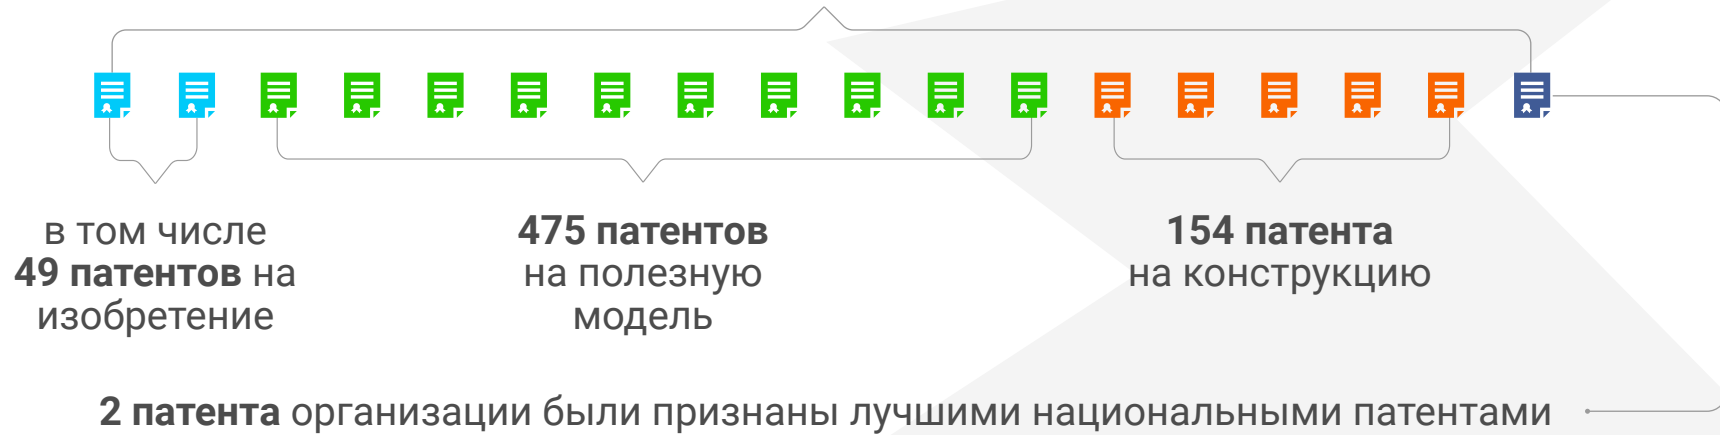 в том числе
49 патентов на
изобретение
475 патентов
на полезную
модель
154 патента
на конструкцию
2 патента организации были признаны лучшими национальными патентами